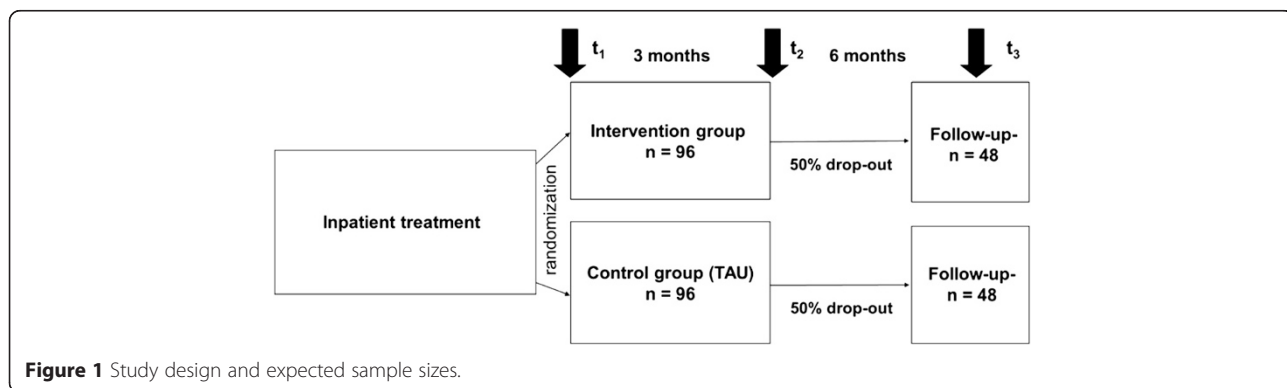 t1 3 months t2 6 months t3
Inpatient treatment
randomization
Intervention group
n = 96
50% drop-out
Follow-up-
n = 48
Control group (TAU)
n = 96
50% drop-out
Follow-up-
n = 48
Figure 1 Study design and expected sample sizes.